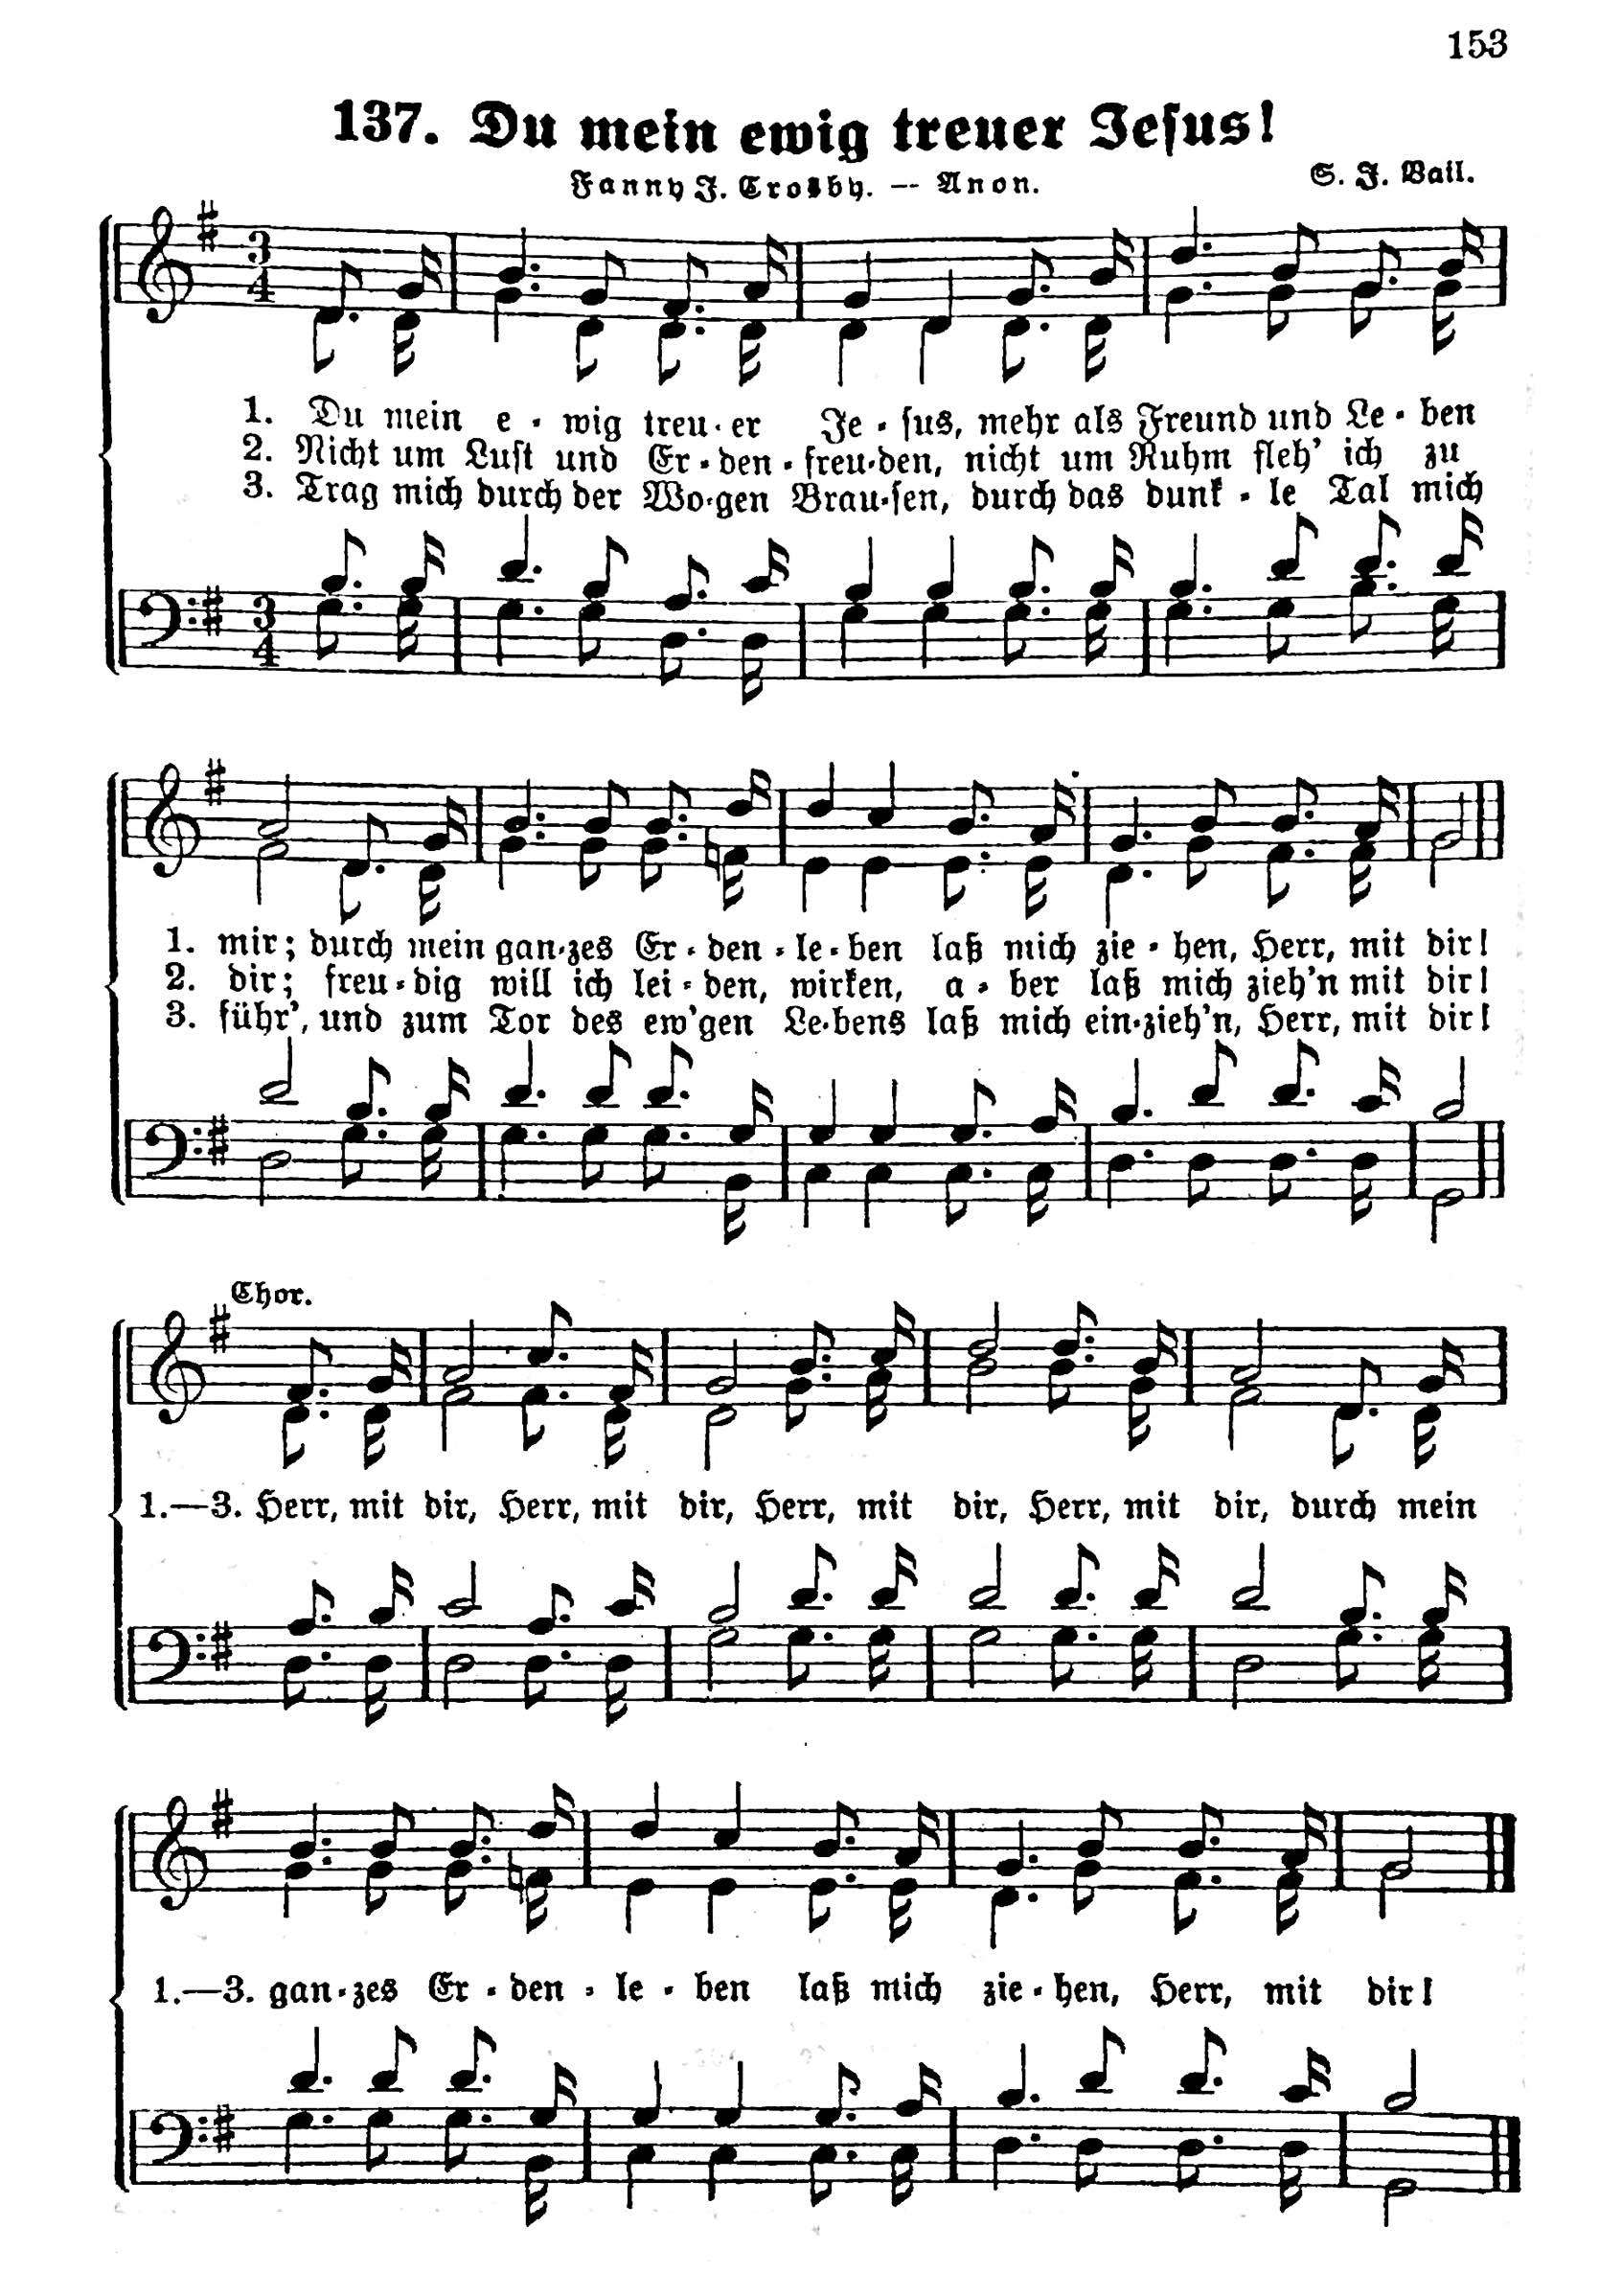 153
137. Du mein ewig treuer Jesus!
Fanny J. Crosby. -- Anon.
S. J. Vail.
3
4
1. Du mein e - wig treu - er Je - sus, mehr als Freund und Le - ben
2. Nicht um Lust und Er - den - freu - den, nicht um Ruhm fleh' ich zu
3. Trag mich durch der Wo - gen Brau - sen, durch das dunk - le Tal mich
3
4
1. mir; durch mein gan - zes Er - den - le - ben laß mich zie - hen, Herr, mit dir!
2. dir; freu - dig will ich lei - den, wirken, a - ber laß mich zieh'n mit dir!
3. führ', und zum Tor des ew'gen Le - bens laß mich ein - zieh'n, Herr, mit dir!
Chor.
1.—3. Herr, mit dir, Herr, mit dir, Herr, mit dir, Herr, mit dir, durch mein
1.—3. gan - zes Er - den - le - ben laß mich zie - hen, Herr, mit dir!